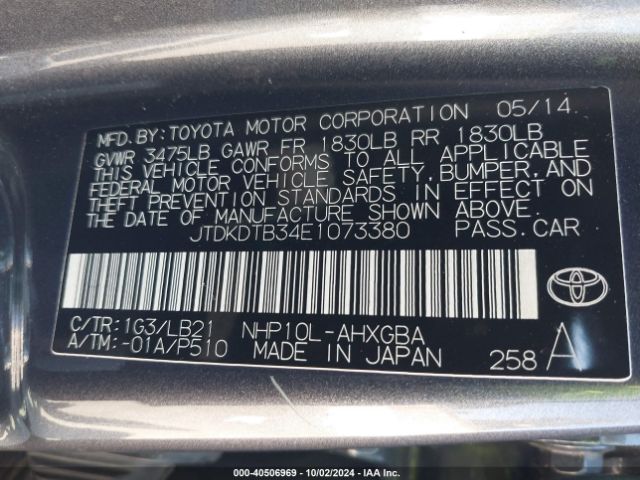 MFD. BY: TOYOTA MOTOR CORPORATION 05/14
GVWR 3475LB GAWR FR 1830LB RR 1830LB
THIS VEHICLE CONFORMS TO ALL APPLICABLE
FEDERAL MOTOR VEHICLE SAFETY, BUMPER, AND
THEFT PREVENTION STANDARDS IN EFFECT ON
THE DATE OF MANUFACTURE SHOWN ABOVE.
JTDKDTB34E1073380 PASS. CAR
C/TR: 1G3/LB21 NHP10L-AHXGBA
A/TM: -01A/P510 MADE IN JAPAN 258 A
TOYOTA
000-40506969 | 10/02/2024 | IAA Inc.